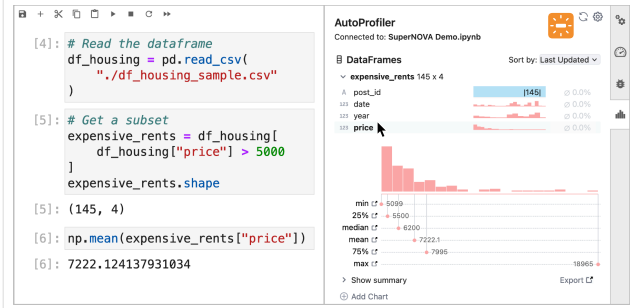 [4]: # Read the dataframe
df_housing = pd.read_csv(
"./df_housing_sample.csv"
)
[5]: # Get a subset
expensive_rents = df_housing[
df_housing["price"] > 5000
]
expensive_rents.shape
[5]: (145, 4)
[6]: np.mean(expensive_rents["price"])
[6]: 7222.124137931034
AutoProfiler
Connected to: SuperNOVA Demo.ipynb
DataFrames Sort by: Last Updated
expensive_rents 145 x 4
A post_id |145| ∅ 0.0%
123 date ∅ 0.0%
123 year ∅ 0.0%
123 price ∅ 0.0%
min 5099
25% 5500
median 6200
mean 7222.1
75% 7995
max 18965
Show summary Export
Add Chart